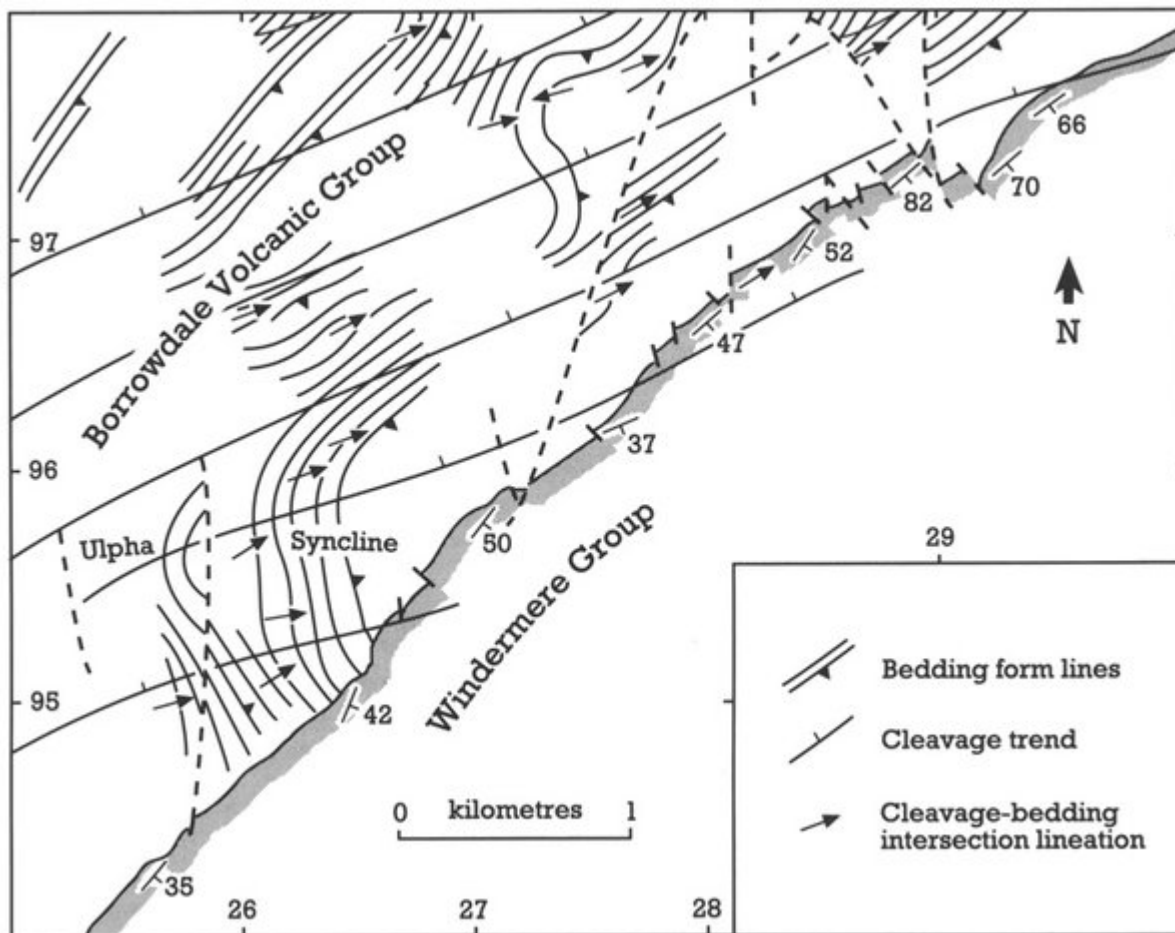 66
70
82
52
47
37
50
42
35
97
96
95
26
27
28
29
Borrowdale Volcanic Group
Ulpha
Syncline
Windermere Group
N
0 kilometres 1
Bedding form lines
Cleavage trend
Cleavage-bedding
intersection lineation